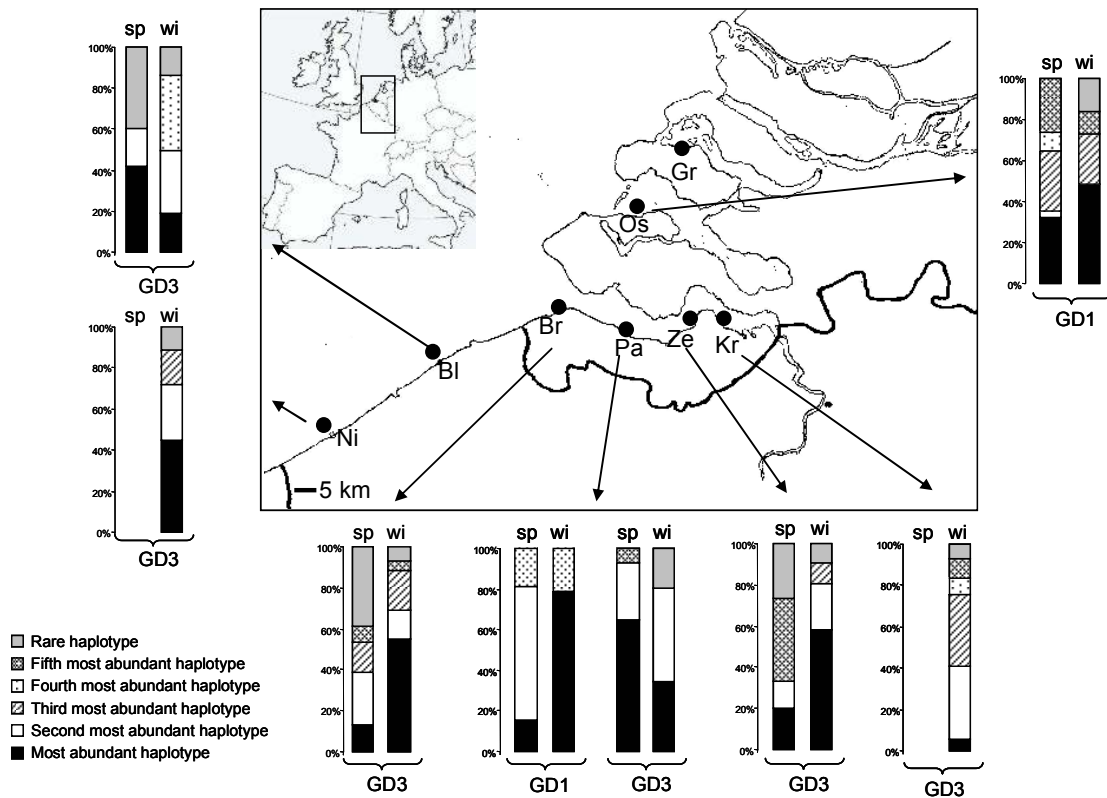 sp wi
100%
80%
60%
40%
20%
0%
GD3
sp wi
100%
80%
60%
40%
20%
0%
GD3
Gr
Os
Br
Pa
Ze
Kr
Bl
Ni
5 km
sp wi
100%
80%
60%
40%
20%
0%
GD1
sp wi
100%
80%
60%
40%
20%
0%
GD3
sp wi
100%
80%
60%
40%
20%
0%
GD1
sp wi
100%
80%
60%
40%
20%
0%
GD3
sp wi
100%
80%
60%
40%
20%
0%
GD3
sp wi
100%
80%
60%
40%
20%
0%
GD3
Rare haplotype
Fifth most abundant haplotype
Fourth most abundant haplotype
Third most abundant haplotype
Second most abundant haplotype
Most abundant haplotype